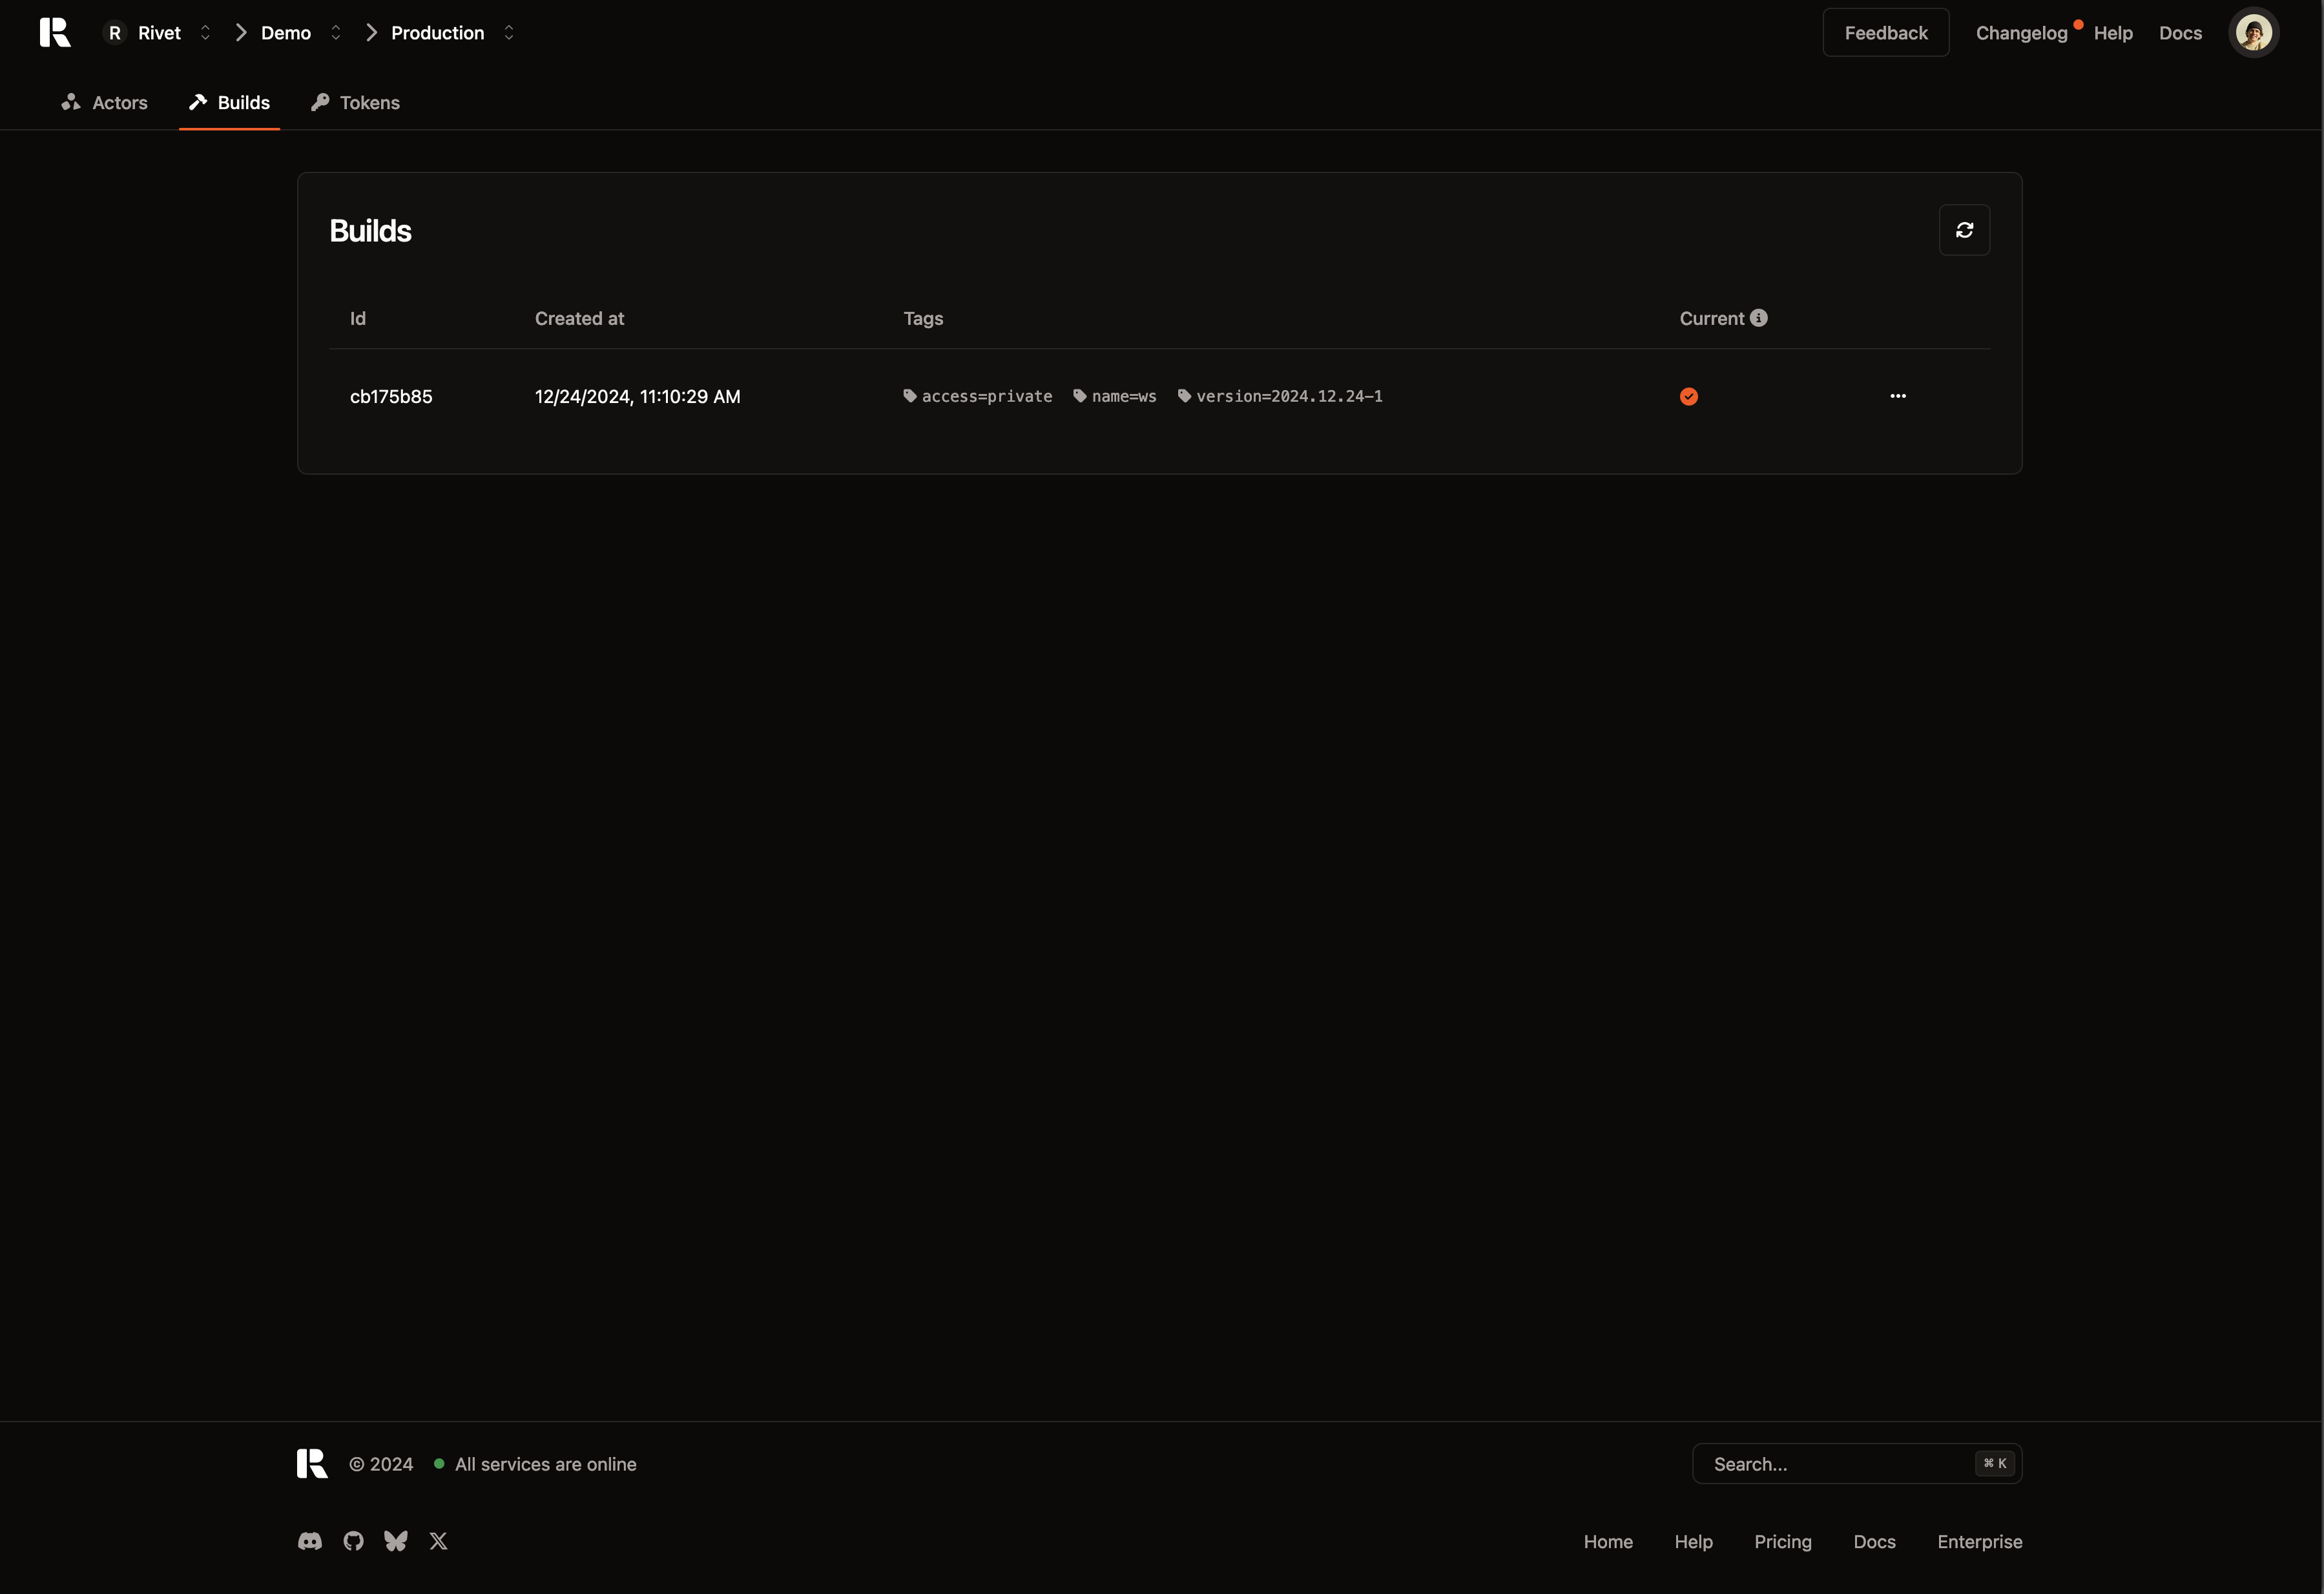 R Rivet Demo Production Feedback Changelog Help Docs
Actors Builds Tokens
Builds
Id Created at Tags Current
cb175b85 12/24/2024, 11:10:29 AM access=private name=ws version=2024.12.24-1
© 2024 All services are online Search... ⌘ K
Home Help Pricing Docs Enterprise